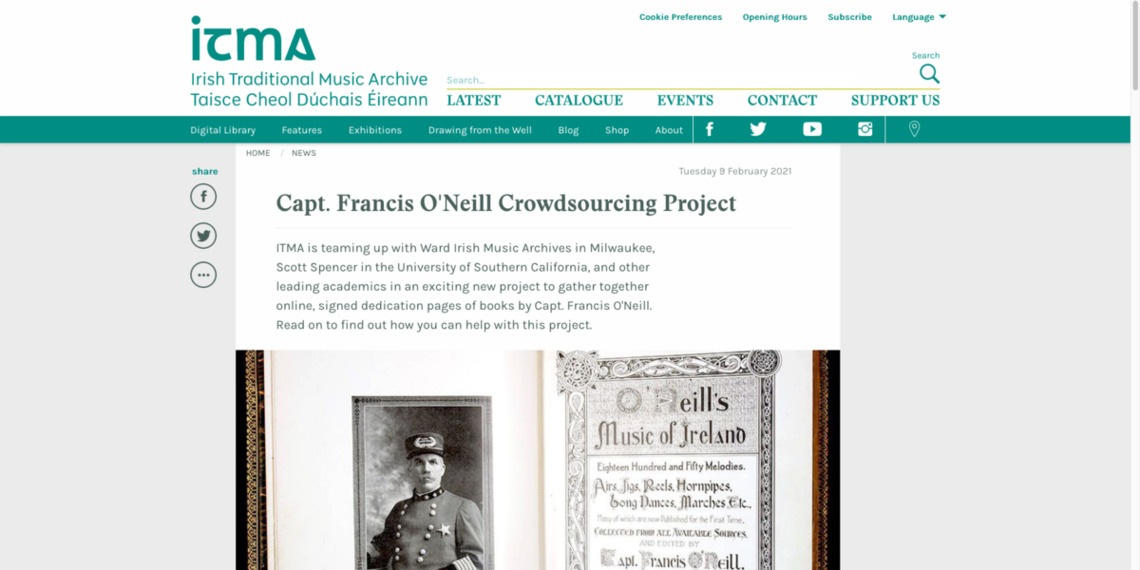 Cookie Preferences Opening Hours Subscribe Language
ITMA
Irish Traditional Music Archive
Taisce Cheol Dúchais Éireann
Search
Search...
LATEST CATALOGUE EVENTS CONTACT SUPPORT US
Digital Library Features Exhibitions Drawing from the Well Blog Shop About
HOME / NEWS
share
Tuesday 9 February 2021
Capt. Francis O'Neill Crowdsourcing Project
ITMA is teaming up with Ward Irish Music Archives in Milwaukee,
Scott Spencer in the University of Southern California, and other
leading academics in an exciting new project to gather together
online, signed dedication pages of books by Capt. Francis O'Neill.
Read on to find out how you can help with this project.
O'Neill's
Music of Ireland
Eighteen Hundred and Fifty Melodies.
Airs, Jigs, Reels, Hornpipes,
Long Dances, Marches Etc.,
Many of which are now Published for the First Time.
COLLECTED FROM ALL AVAILABLE SOURCES.
AND EDITED BY
Capt. Francis O'Neill.